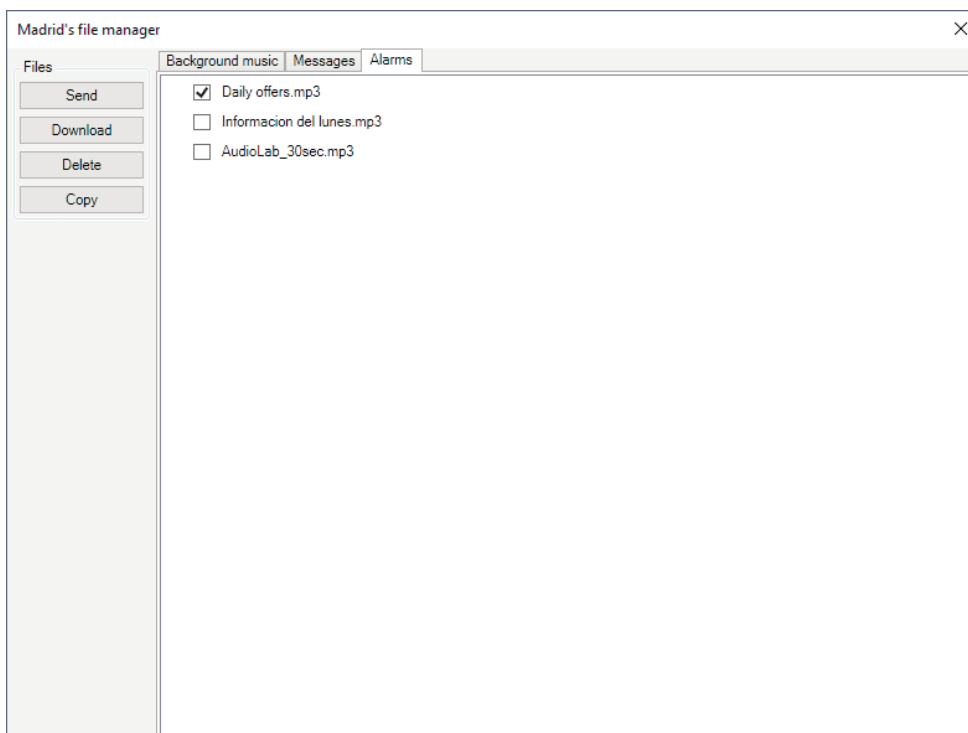 Madrid's file manager
Files
Send
Download
Delete
Copy
Background music
Messages
Alarms
Daily offers.mp3
Informacion del lunes.mp3
AudioLab_30sec.mp3